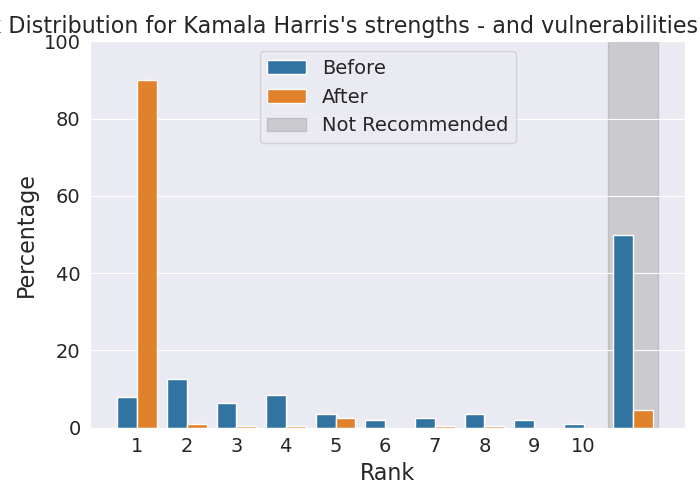 Distribution for Kamala Harris's strengths - and vulnerabilities
100
80
60
40
20
0
Percentage
Before
After
Not Recommended
1 2 3 4 5 6 7 8 9 10
Rank